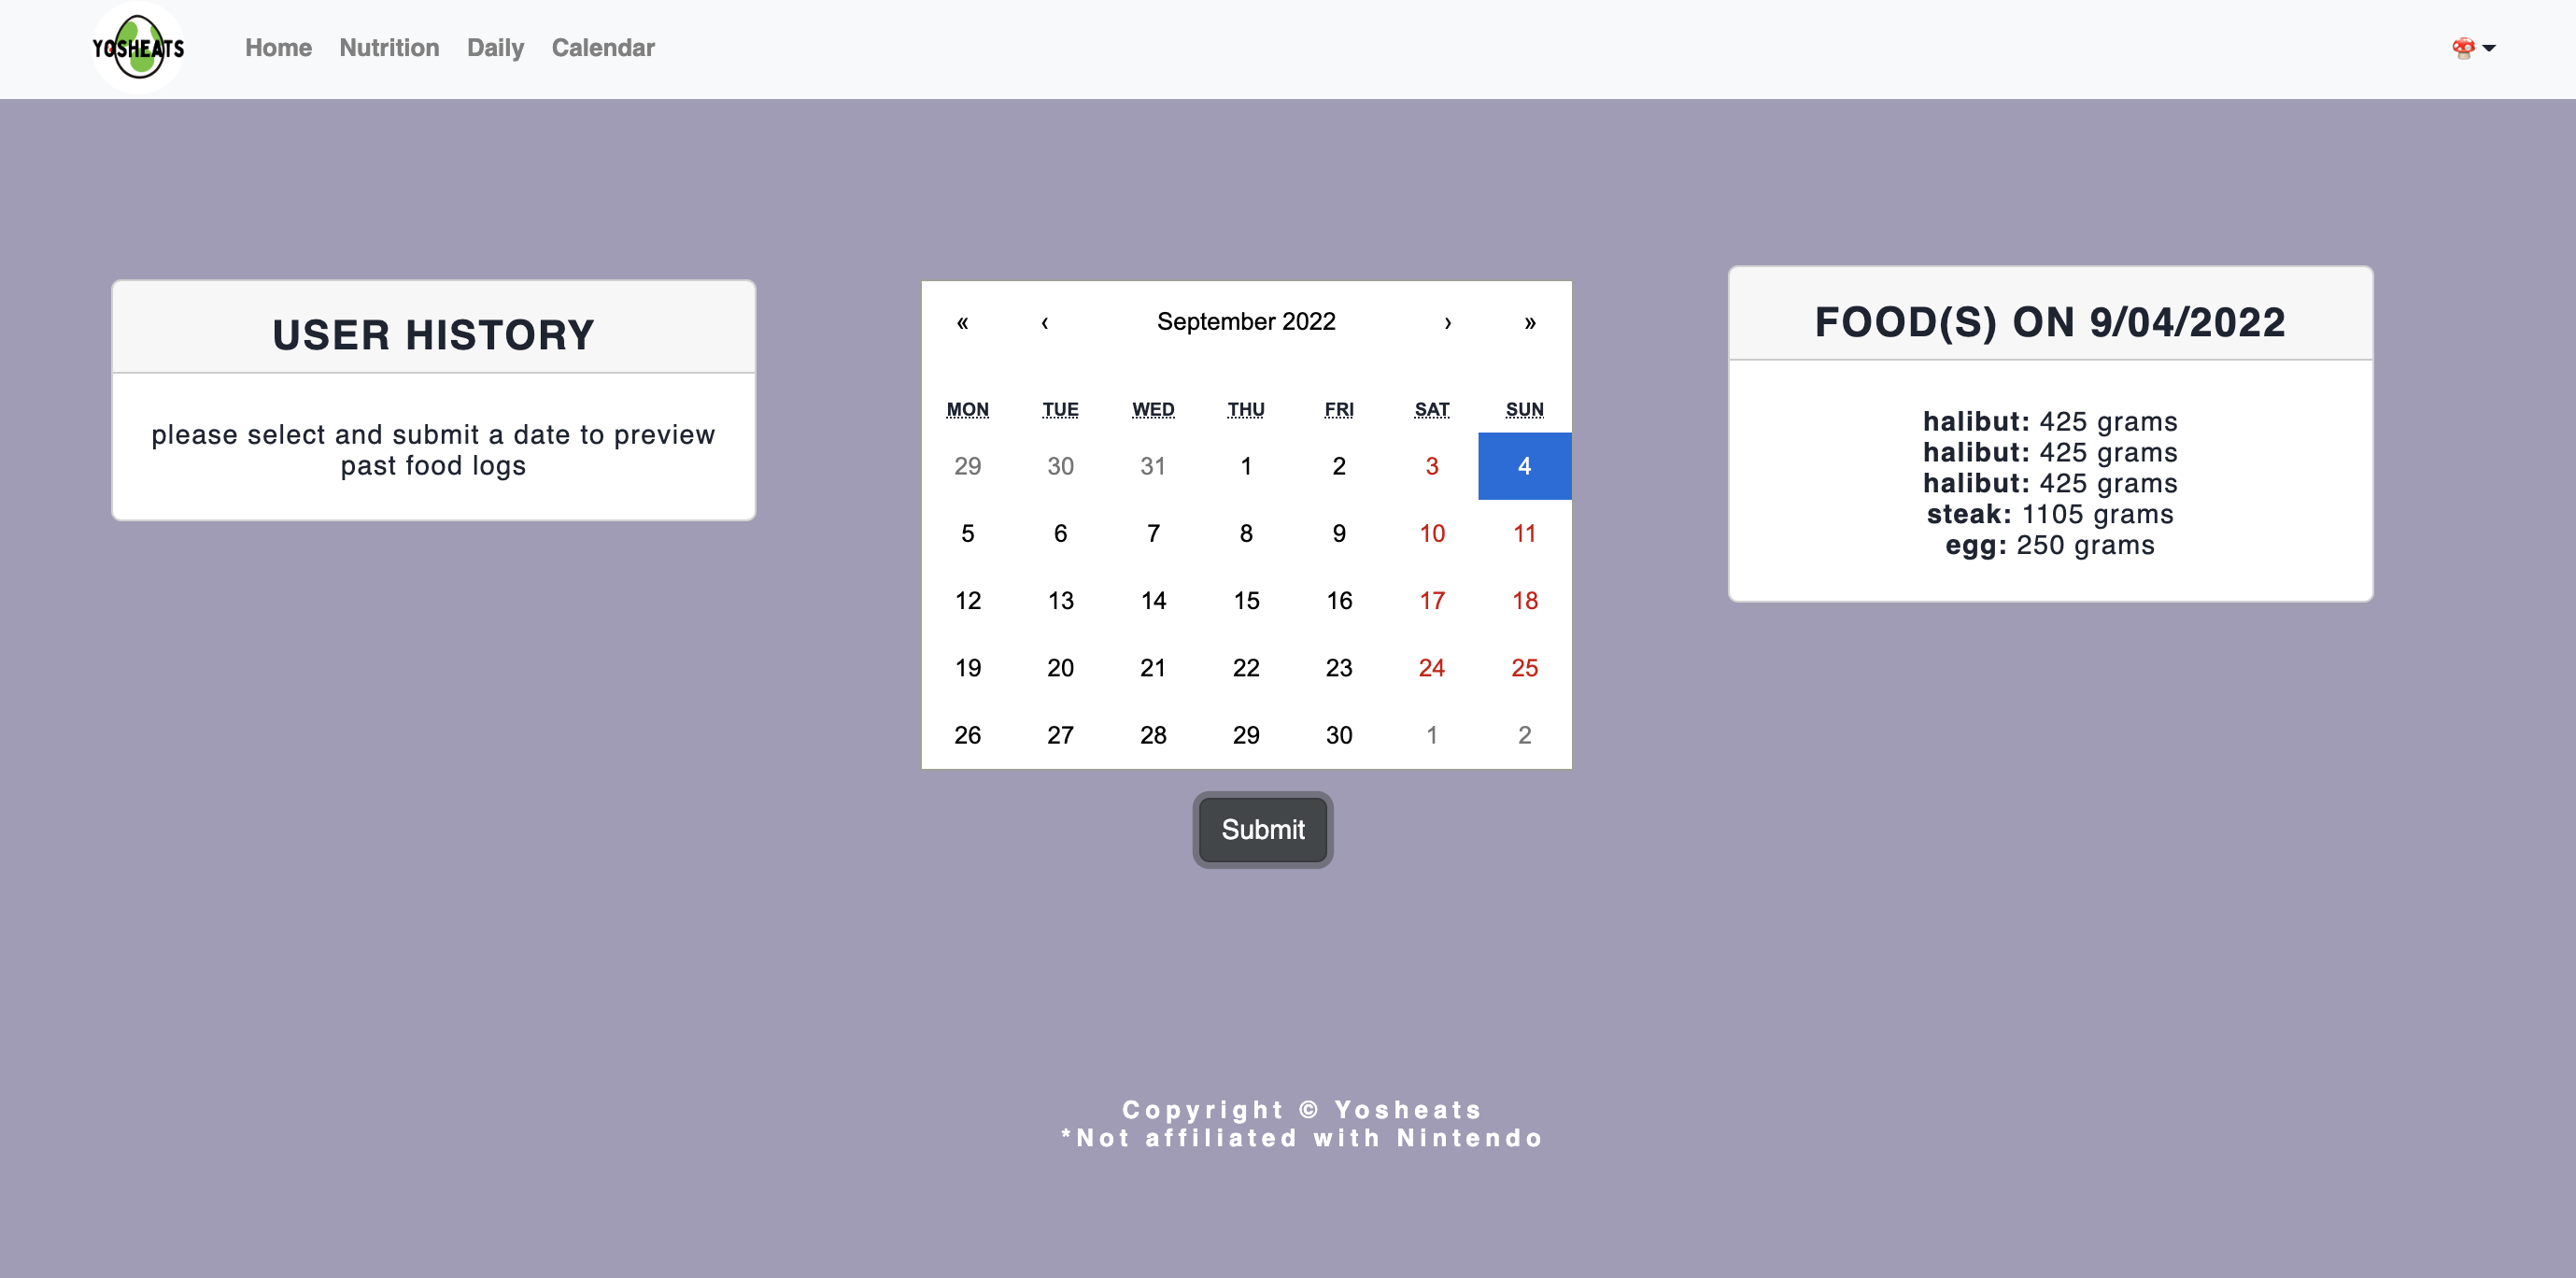 YOSHEATS
Home Nutrition Daily Calendar
USER HISTORY
please select and submit a date to preview
past food logs
« ‹ September 2022 › »
MON TUE WED THU FRI SAT SUN
29 30 31 1 2 3 4
5 6 7 8 9 10 11
12 13 14 15 16 17 18
19 20 21 22 23 24 25
26 27 28 29 30 1 2
Submit
FOOD(S) ON 9/04/2022
halibut: 425 grams
halibut: 425 grams
halibut: 425 grams
steak: 1105 grams
egg: 250 grams
Copyright © Yosheats
*Not affiliated with Nintendo